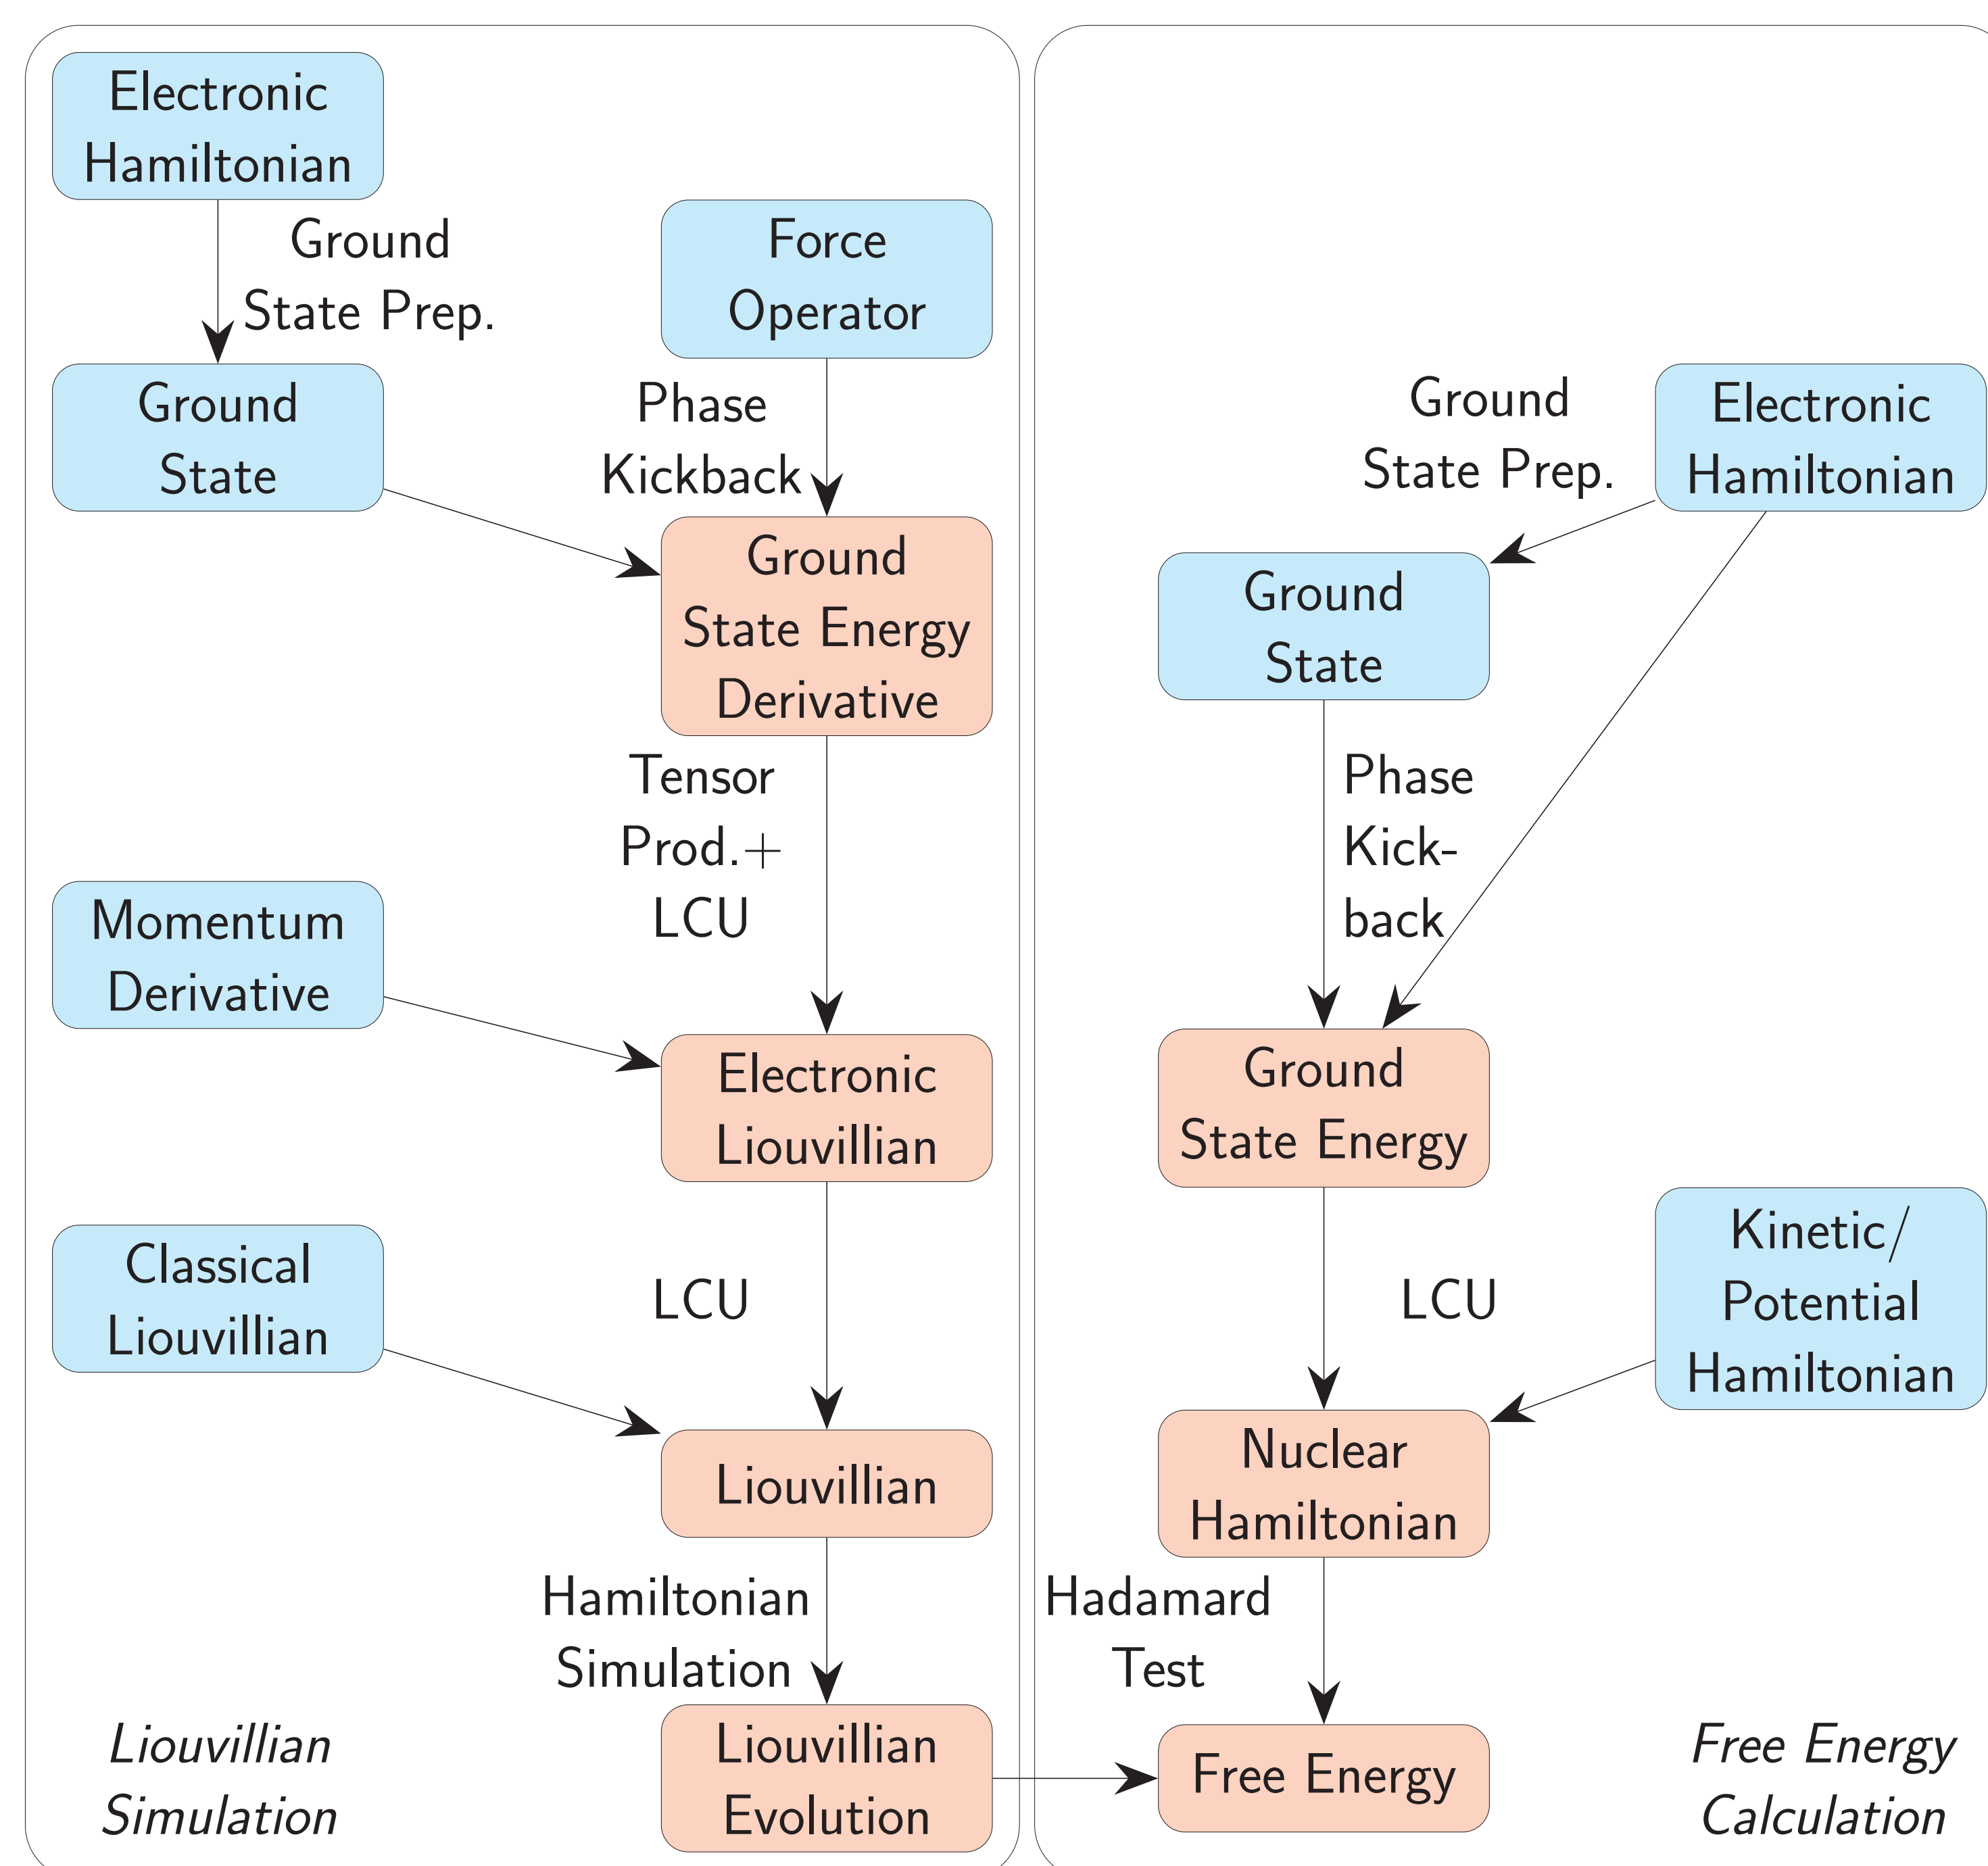 Electronic
Hamiltonian
Ground
State Prep.
Force
Operator
Ground
State
Phase
Kickback
Ground
State Energy
Derivative
Tensor
Prod.+
LCU
Momentum
Derivative
Electronic
Liouvillian
Classical
Liouvillian
LCU
Liouvillian
Hamiltonian
Simulation
Liouvillian
Evolution
Liouvillian
Simulation
Electronic
Hamiltonian
Ground
State Prep.
Ground
State
Phase
Kick-
back
Ground
State Energy
Kinetic/
Potential
Hamiltonian
LCU
Nuclear
Hamiltonian
Hadamard
Test
Free Energy
Free Energy
Calculation